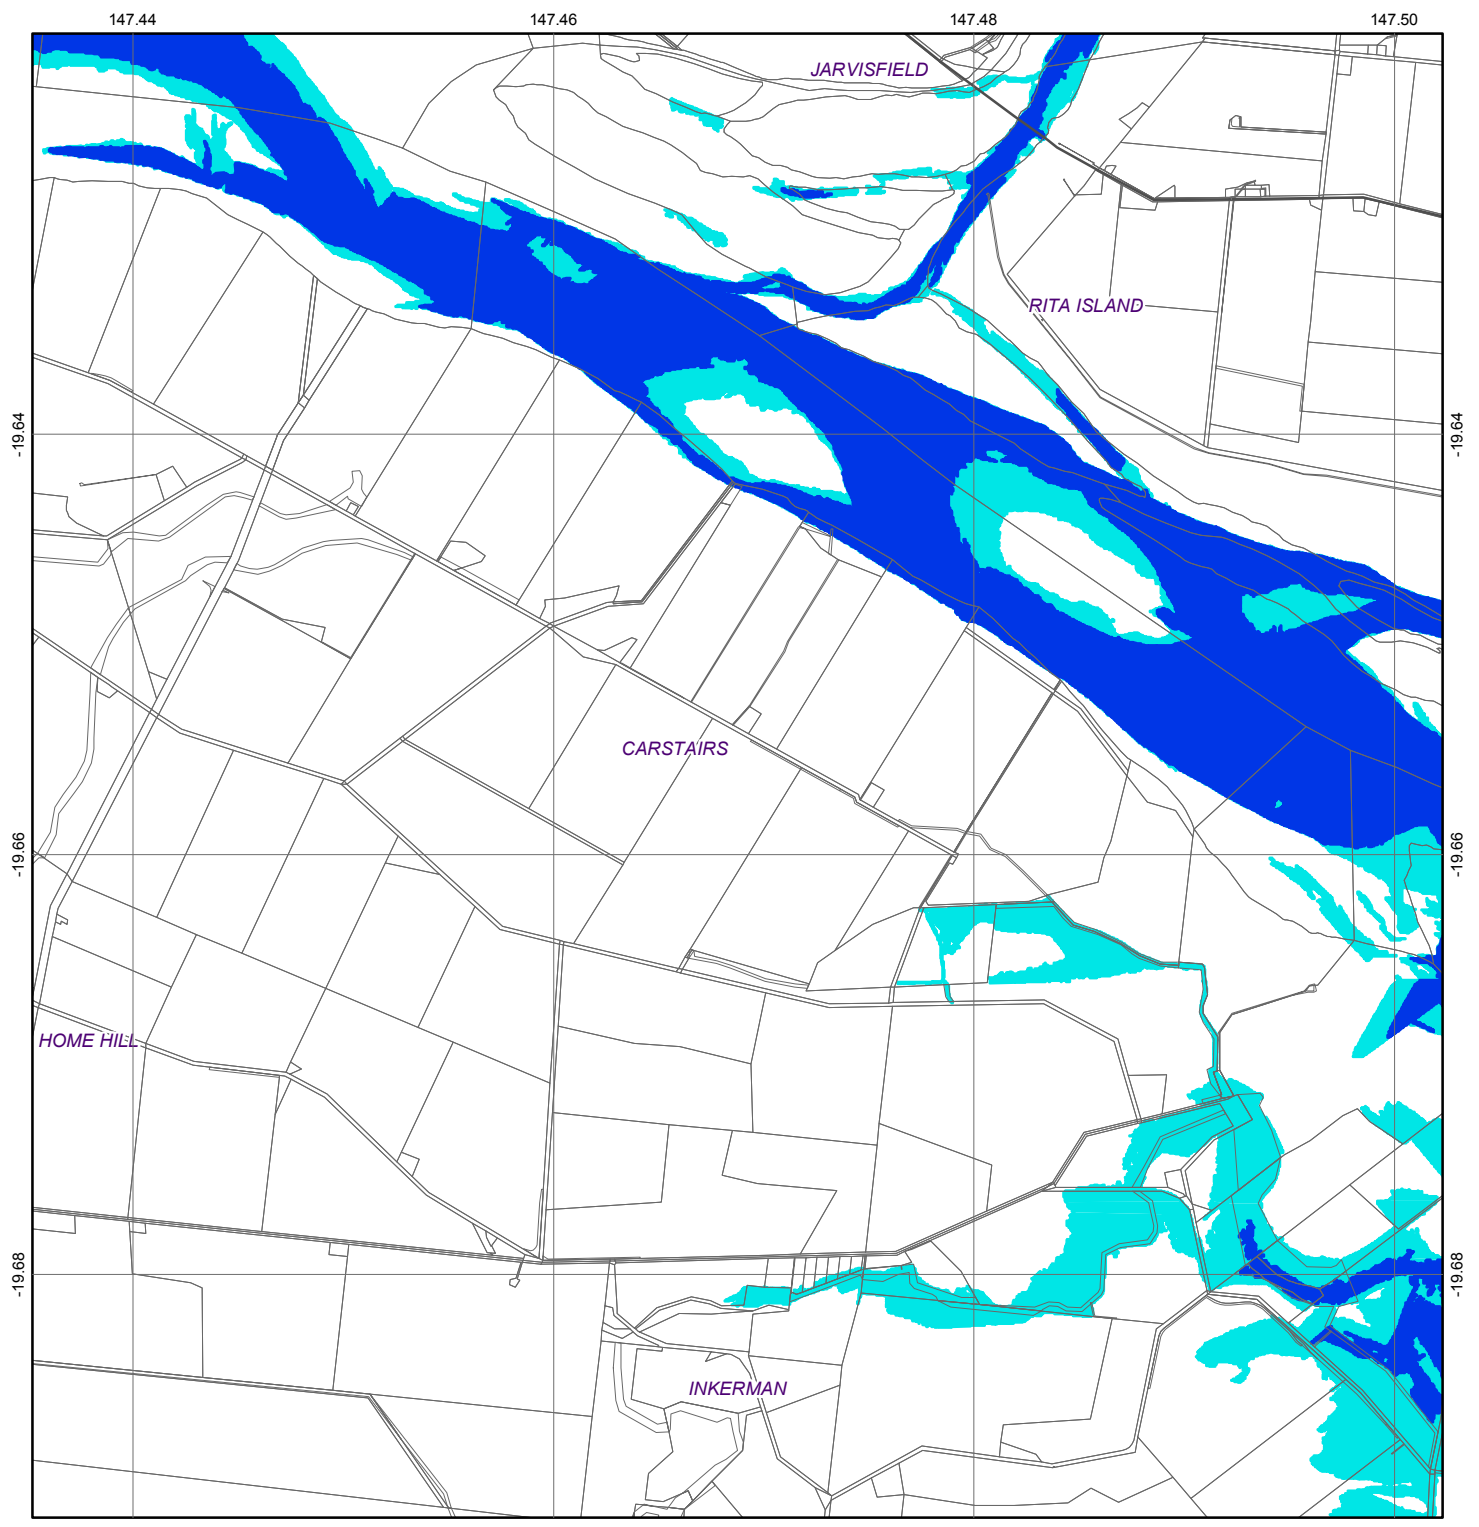 147.44 147.46 147.48 147.50
JARVISFIELD
RITA ISLAND
-19.64 -19.64
CARSTAIRS
-19.66 -19.66
HOME HILL
-19.68 -19.68
INKERMAN